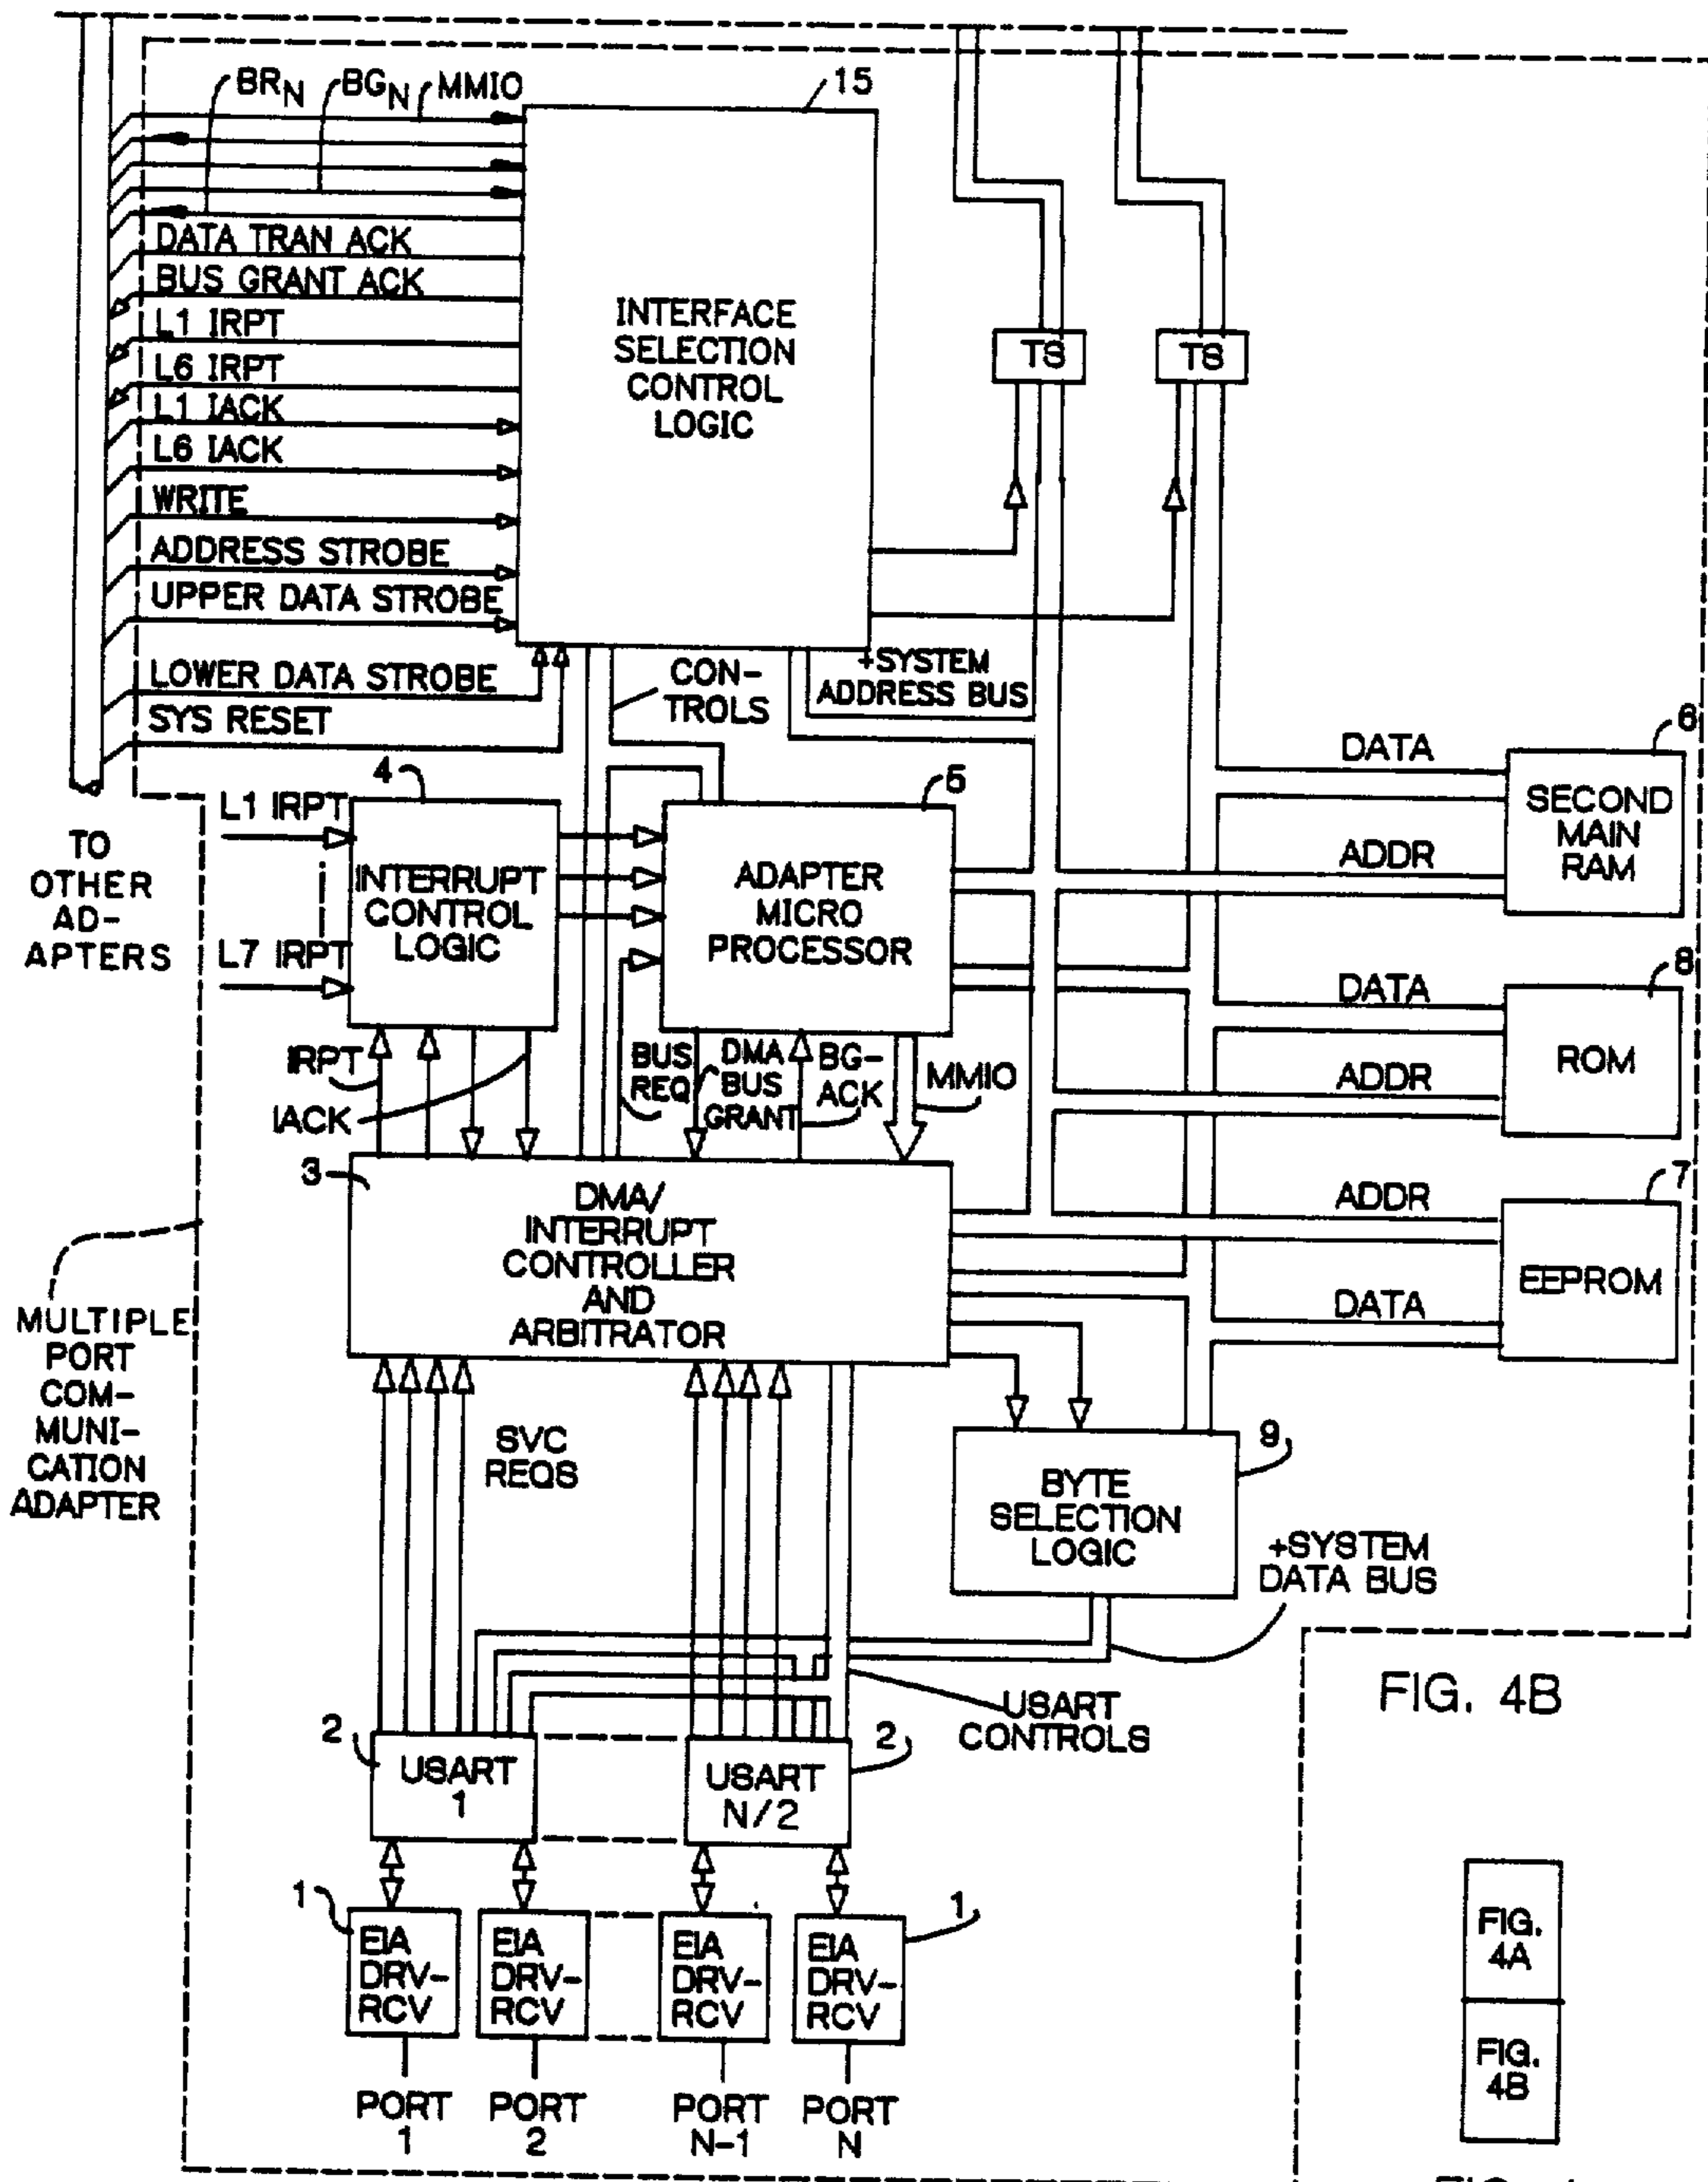 BRN
BGN
MMIO
15
DATA TRAN ACK
BUS GRANT ACK
L1 IRPT
L6 IRPT
L1 IACK
L6 IACK
WRITE
ADDRESS STROBE
UPPER DATA STROBE
LOWER DATA STROBE
SYS RESET
INTERFACE
SELECTION
CONTROL
LOGIC
TS
TS
CON-
TROLS
+SYSTEM
ADDRESS BUS
TO
OTHER
AD-
APTERS
L1 IRPT
L7 IRPT
4
INTERRUPT
CONTROL
LOGIC
5
ADAPTER
MICRO
PROCESSOR
DATA
ADDR
6
SECOND
MAIN
RAM
DATA
ADDR
8
ROM
ADDR
DATA
7
EEPROM
IRPT
IACK
BUS
REQ
DMA
BUS
GRANT
BG-
ACK
MMIO
3
DMA/
INTERRUPT
CONTROLLER
AND
ARBITRATOR
MULTIPLE
PORT
COM-
MUNI-
CATION
ADAPTER
SVC
REQS
9
BYTE
SELECTION
LOGIC
+SYSTEM
DATA BUS
USART
CONTROLS
FIG. 4B
2
USART
1
2
USART
N/2
1
EIA
DRV-
RCV
EIA
DRV-
RCV
EIA
DRV-
RCV
1
EIA
DRV-
RCV
PORT
1
PORT
2
PORT
N-1
PORT
N
FIG.
4A
FIG.
4B